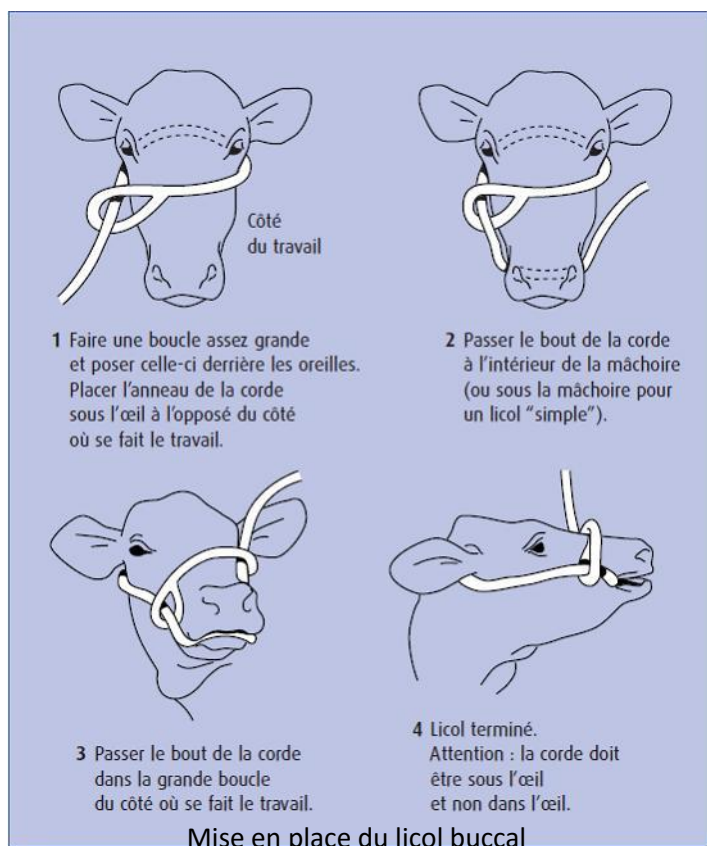 Côté
du travail
1 Faire une boucle assez grande
et poser celle-ci derrière les oreilles.
Placer l'anneau de la corde
sous l'œil à l'opposé du côté
où se fait le travail.
2 Passer le bout de la corde
à l'intérieur de la mâchoire
(ou sous la mâchoire pour
un licol "simple").
3 Passer le bout de la corde
dans la grande boucle
du côté où se fait le travail.
4 Licol terminé.
Attention : la corde doit
être sous l'œil
et non dans l'œil.
Mise en place du licol buccal